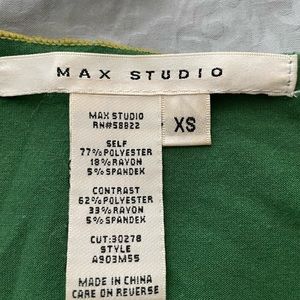 MAX STUDIO
MAX STUDIO
RN#58822
XS
SELF
77%POLYESTER
18%RAYON
5%SPANDEX
CONTRAST
62%POLYESTER
33%RAYON
5%SPANDEX
CUT:30278
STYLE
A903M55
MADE IN CHINA
CARE ON REVERSE